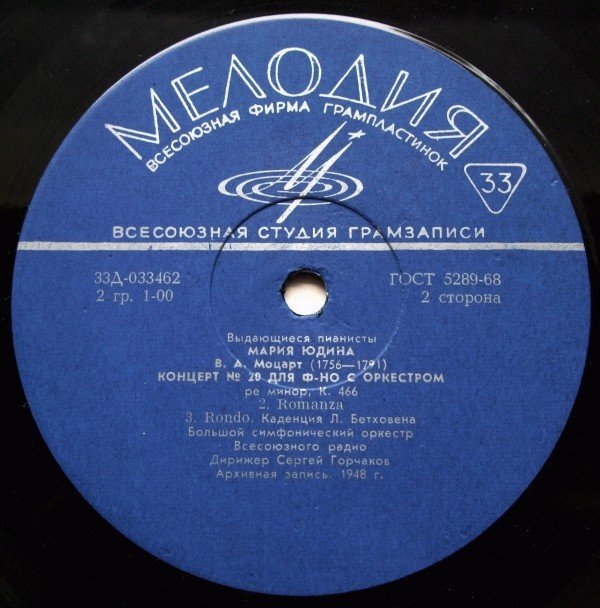 МЕЛОДИЯ
ВСЕСОЮЗНАЯ ФИРМА ГРАМПЛАСТИНОК
33
ВСЕСОЮЗНАЯ СТУДИЯ ГРАМЗАПИСИ
33Д-033462 ГОСТ 5289-68
2 гр. 1-00 2 сторона
Выдающиеся пианисты
МАРИЯ ЮДИНА
В. А. Моцарт (1756—1791)
КОНЦЕРТ № 20 ДЛЯ Ф-НО С ОРКЕСТРОМ
ре минор, К. 466
2. Romanza
3. Rondo. Каденция Л. Бетховена
Большой симфонический оркестр
Всесоюзного радио
Дирижер Сергей Горчаков
Архивная запись. 1948 г.